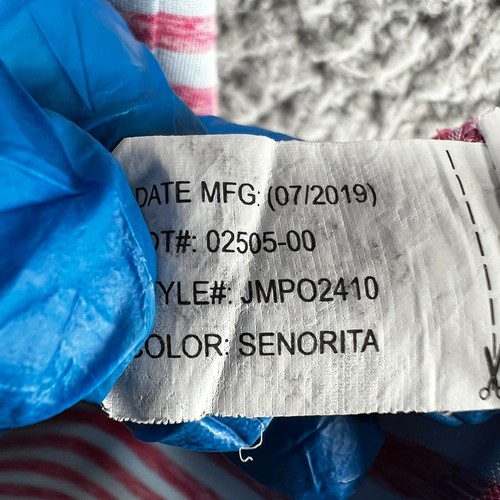 DATE MFG: (07/2019)
OT#: 02505-00
YLE#: JMPO2410
COLOR: SENORITA